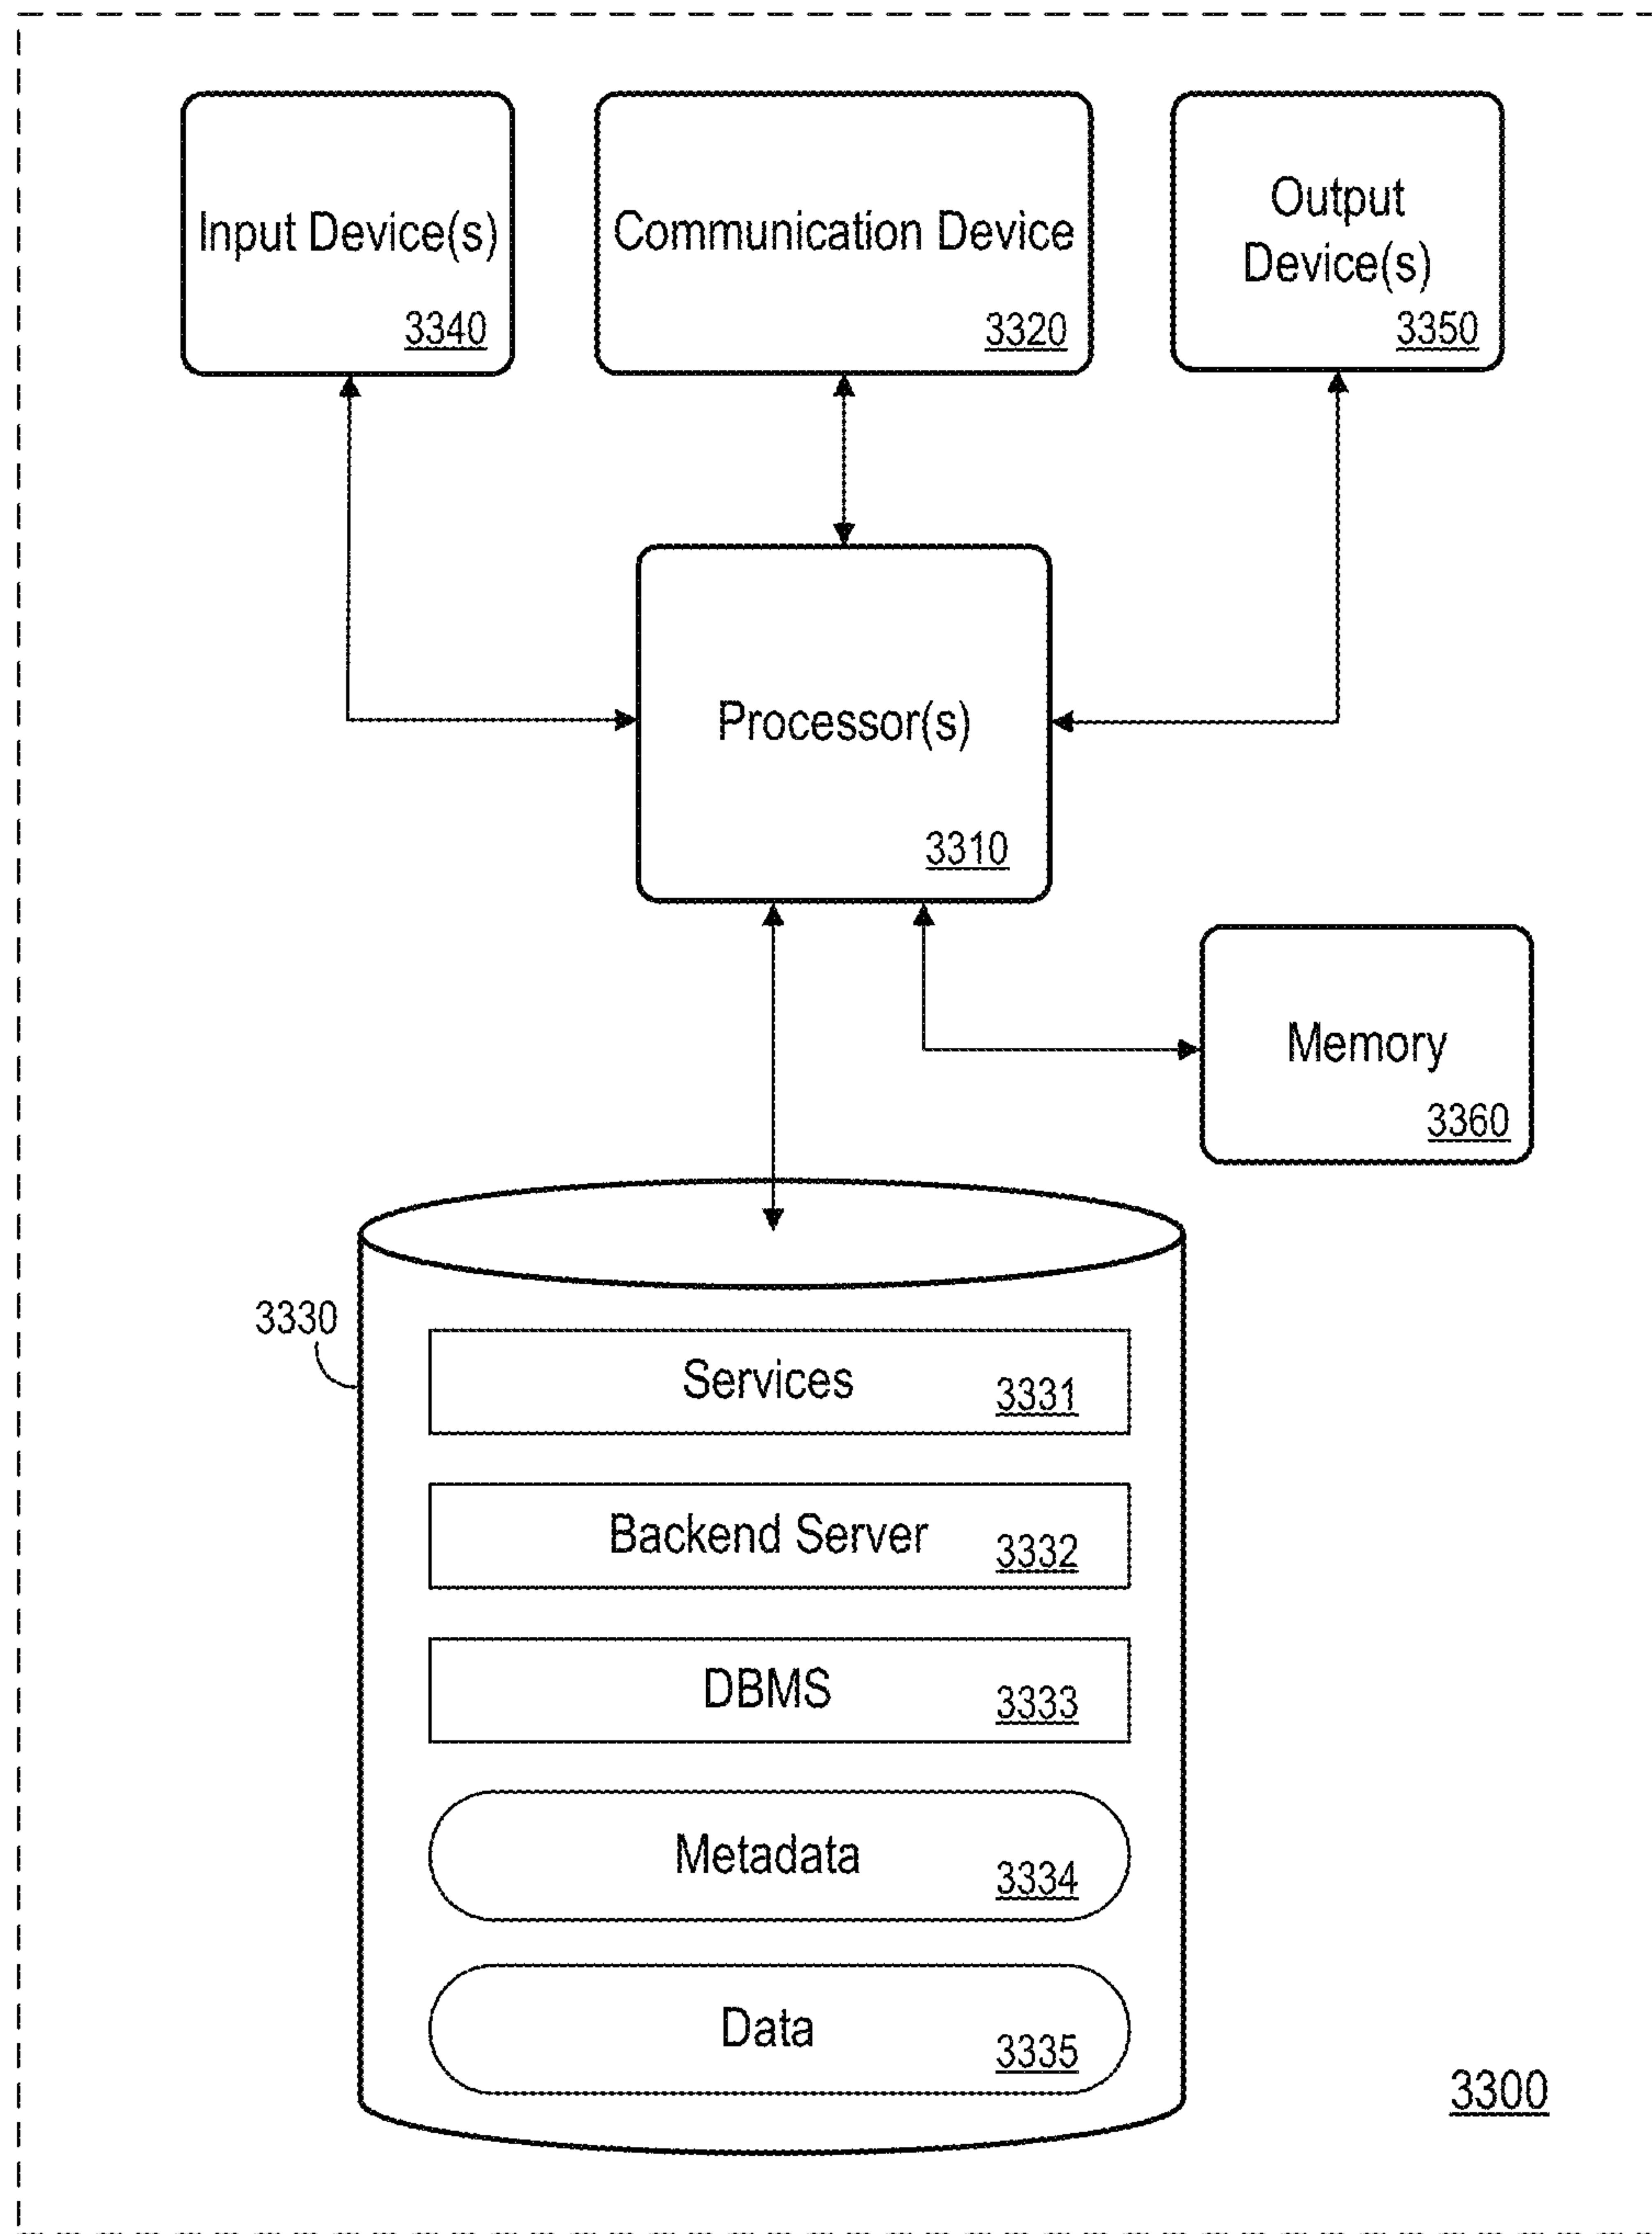 Input Device(s)
3340
Communication Device
3320
Output
Device(s)
3350
Processor(s)
3310
Memory
3360
3330
Services
3331
Backend Server
3332
DBMS
3333
Metadata
3334
Data
3335
3300